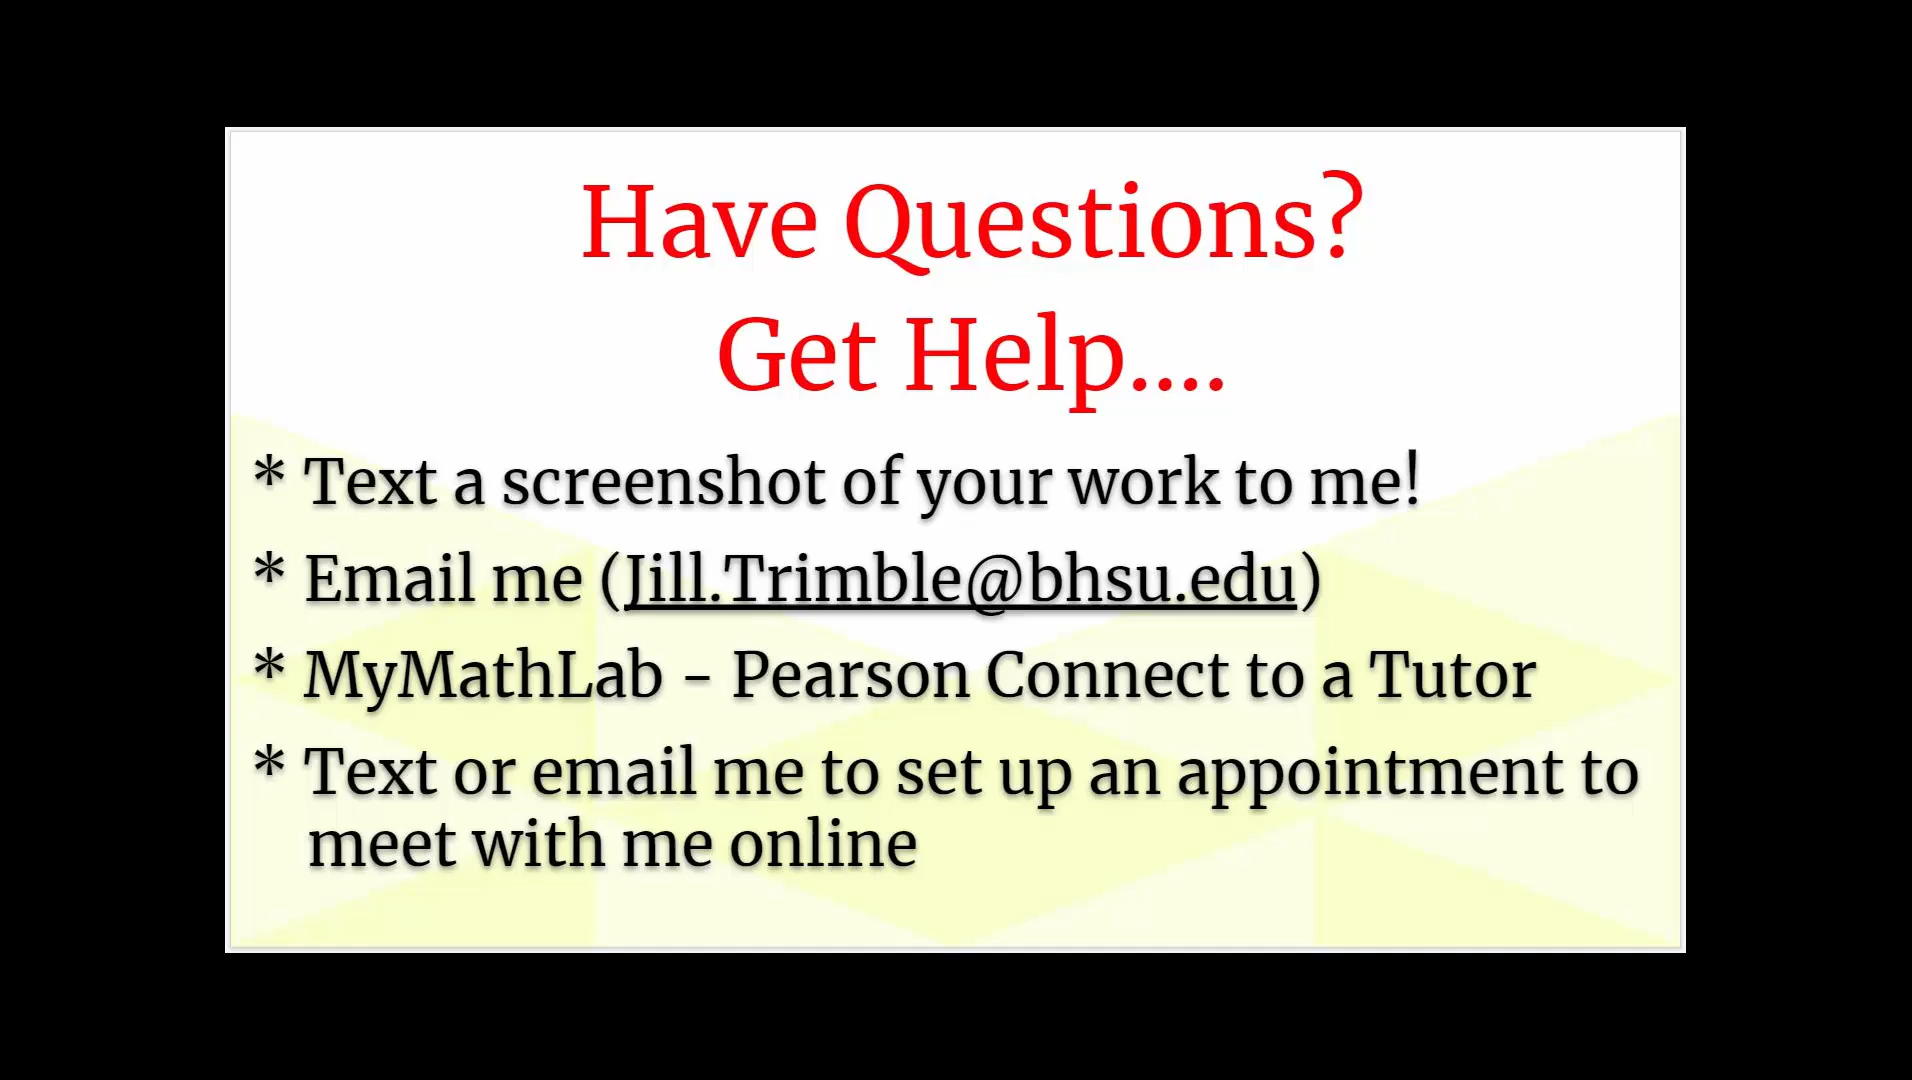 Have Questions?
Get Help....
* Text a screenshot of your work to me!
* Email me (Jill.Trimble@bhsu.edu)
* MyMathLab - Pearson Connect to a Tutor
* Text or email me to set up an appointment to
meet with me online